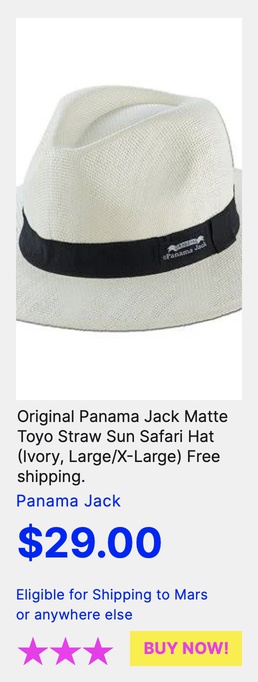 ORIGINAL
Panama Jack
Original Panama Jack Matte
Toyo Straw Sun Safari Hat
(Ivory, Large/X-Large) Free
shipping.
Panama Jack
$29.00
Eligible for Shipping to Mars
or anywhere else
BUY NOW!